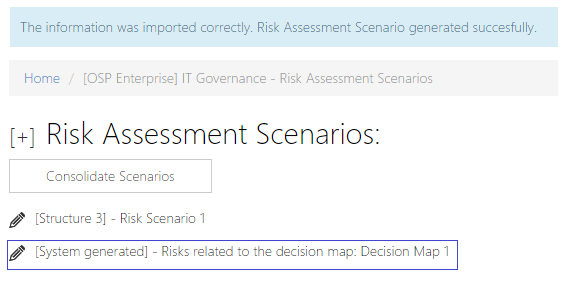 The information was imported correctly. Risk Assessment Scenario generated succesfully.
Home / [OSP Enterprise] IT Governance - Risk Assessment Scenarios
[+] Risk Assessment Scenarios:
Consolidate Scenarios
[Structure 3] - Risk Scenario 1
[System generated] - Risks related to the decision map: Decision Map 1